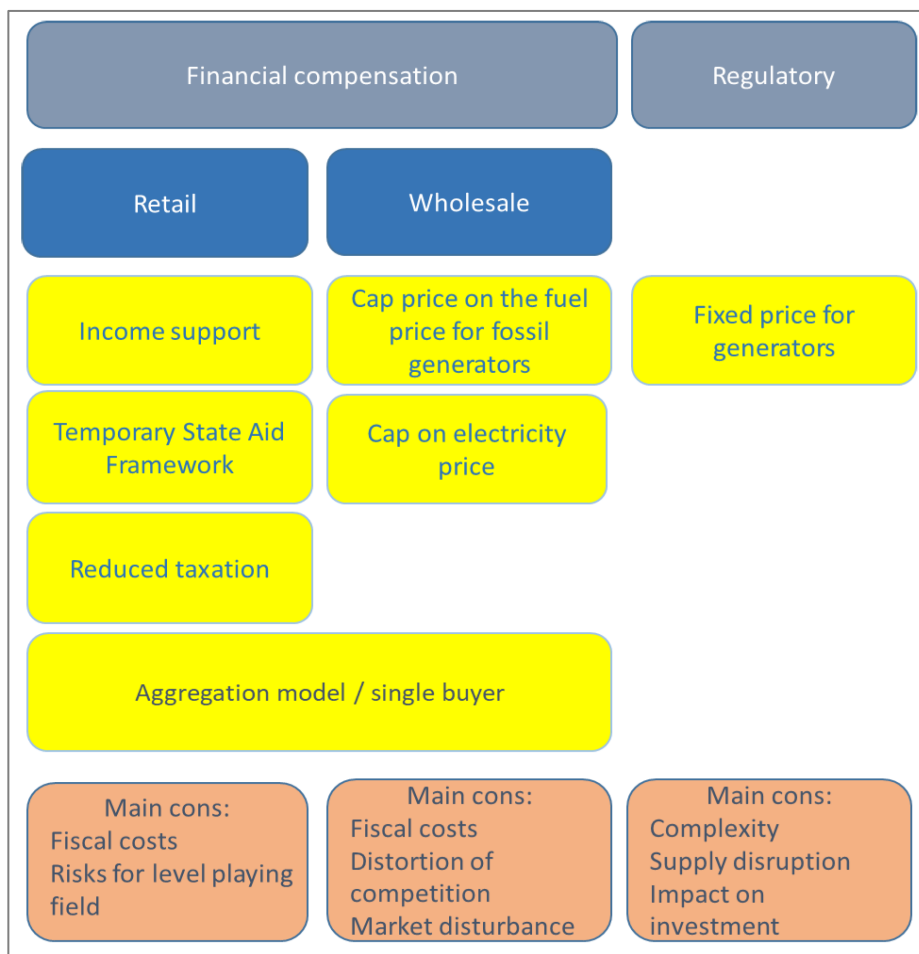 Financial compensation
Regulatory
Retail
Wholesale
Income support
Cap price on the fuel
price for fossil
generators
Fixed price for
generators
Temporary State Aid
Framework
Cap on electricity
price
Reduced taxation
Aggregation model / single buyer
Main cons:
Fiscal costs
Risks for level playing
field
Main cons:
Fiscal costs
Distortion of
competition
Market disturbance
Main cons:
Complexity
Supply disruption
Impact on
investment